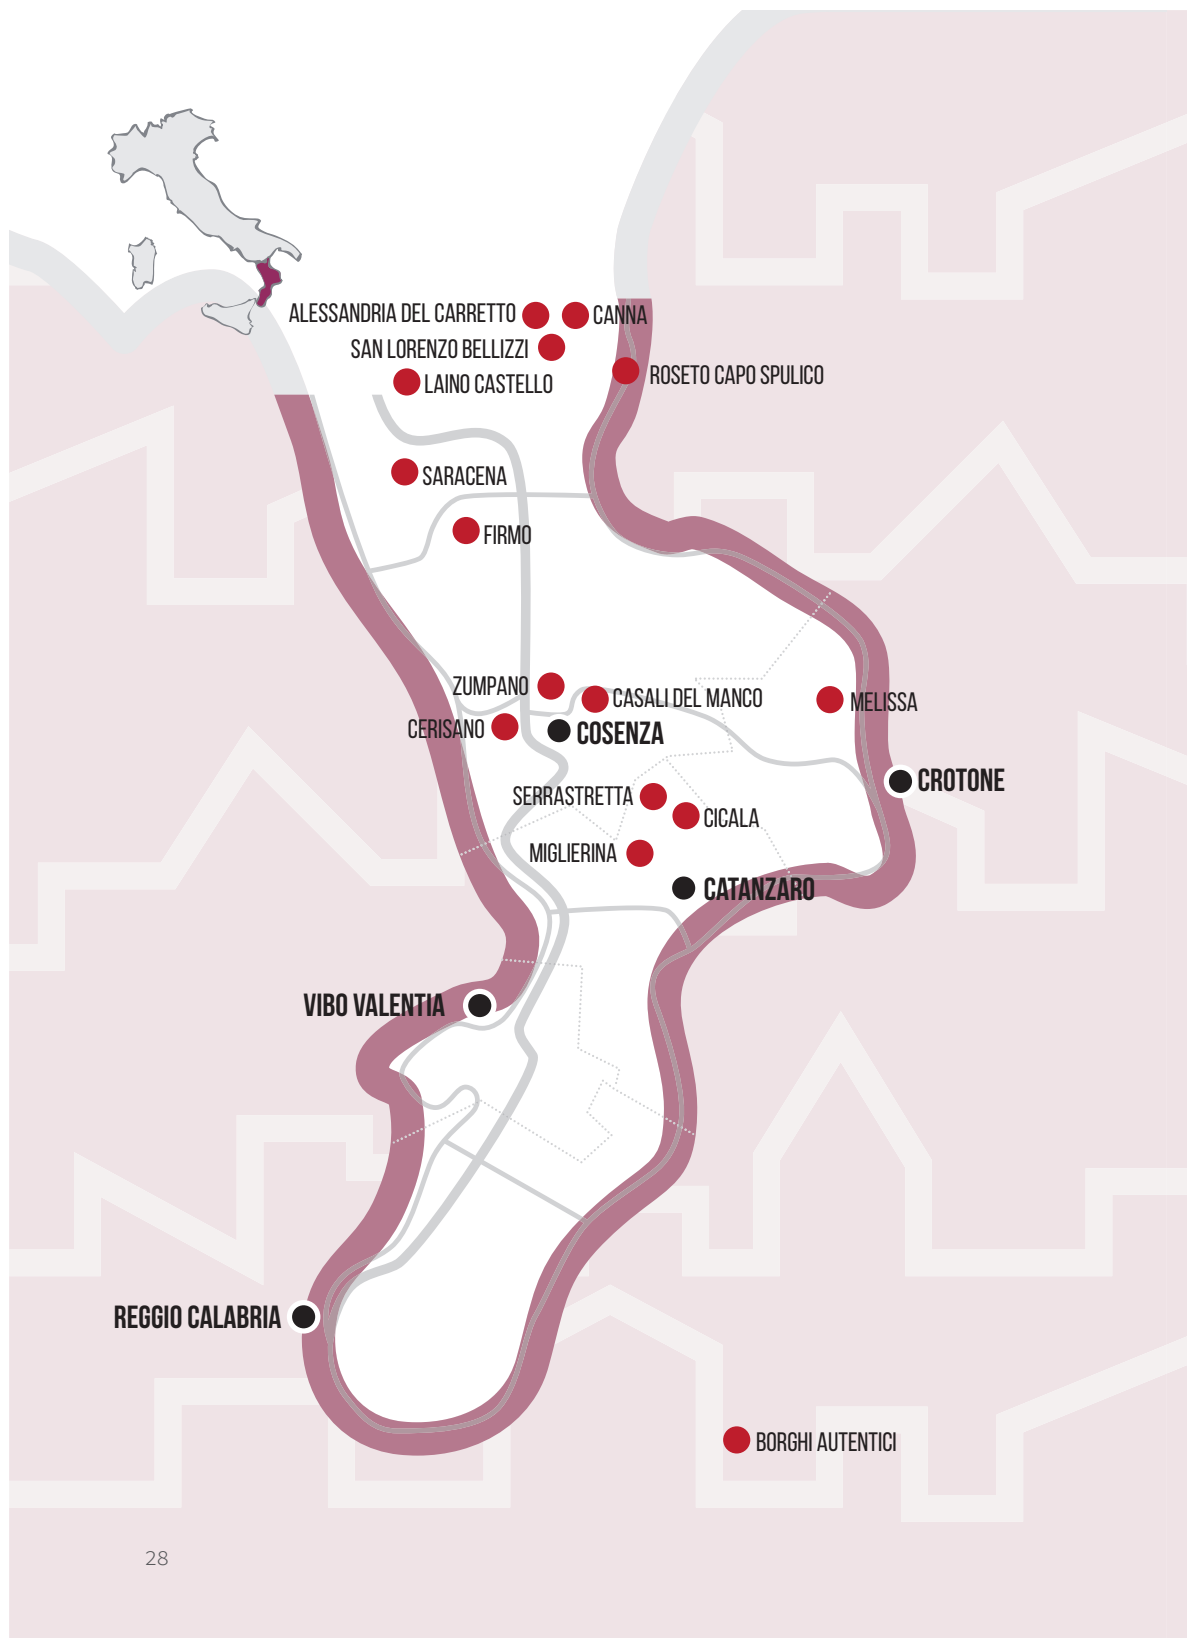 ALESSANDRIA DEL CARRETTO
CANNA
SAN LORENZO BELLIZZI
LAINO CASTELLO
ROSETO CAPO SPULICO
SARACENA
FIRMO
ZUMPANO
CASALI DEL MANCO
MELISSA
CERISANO
COSENZA
CROTONE
SERRASTRETTA
CICALA
MIGLIERINA
CATANZARO
VIBO VALENTIA
REGGIO CALABRIA
BORGHI AUTENTICI
28